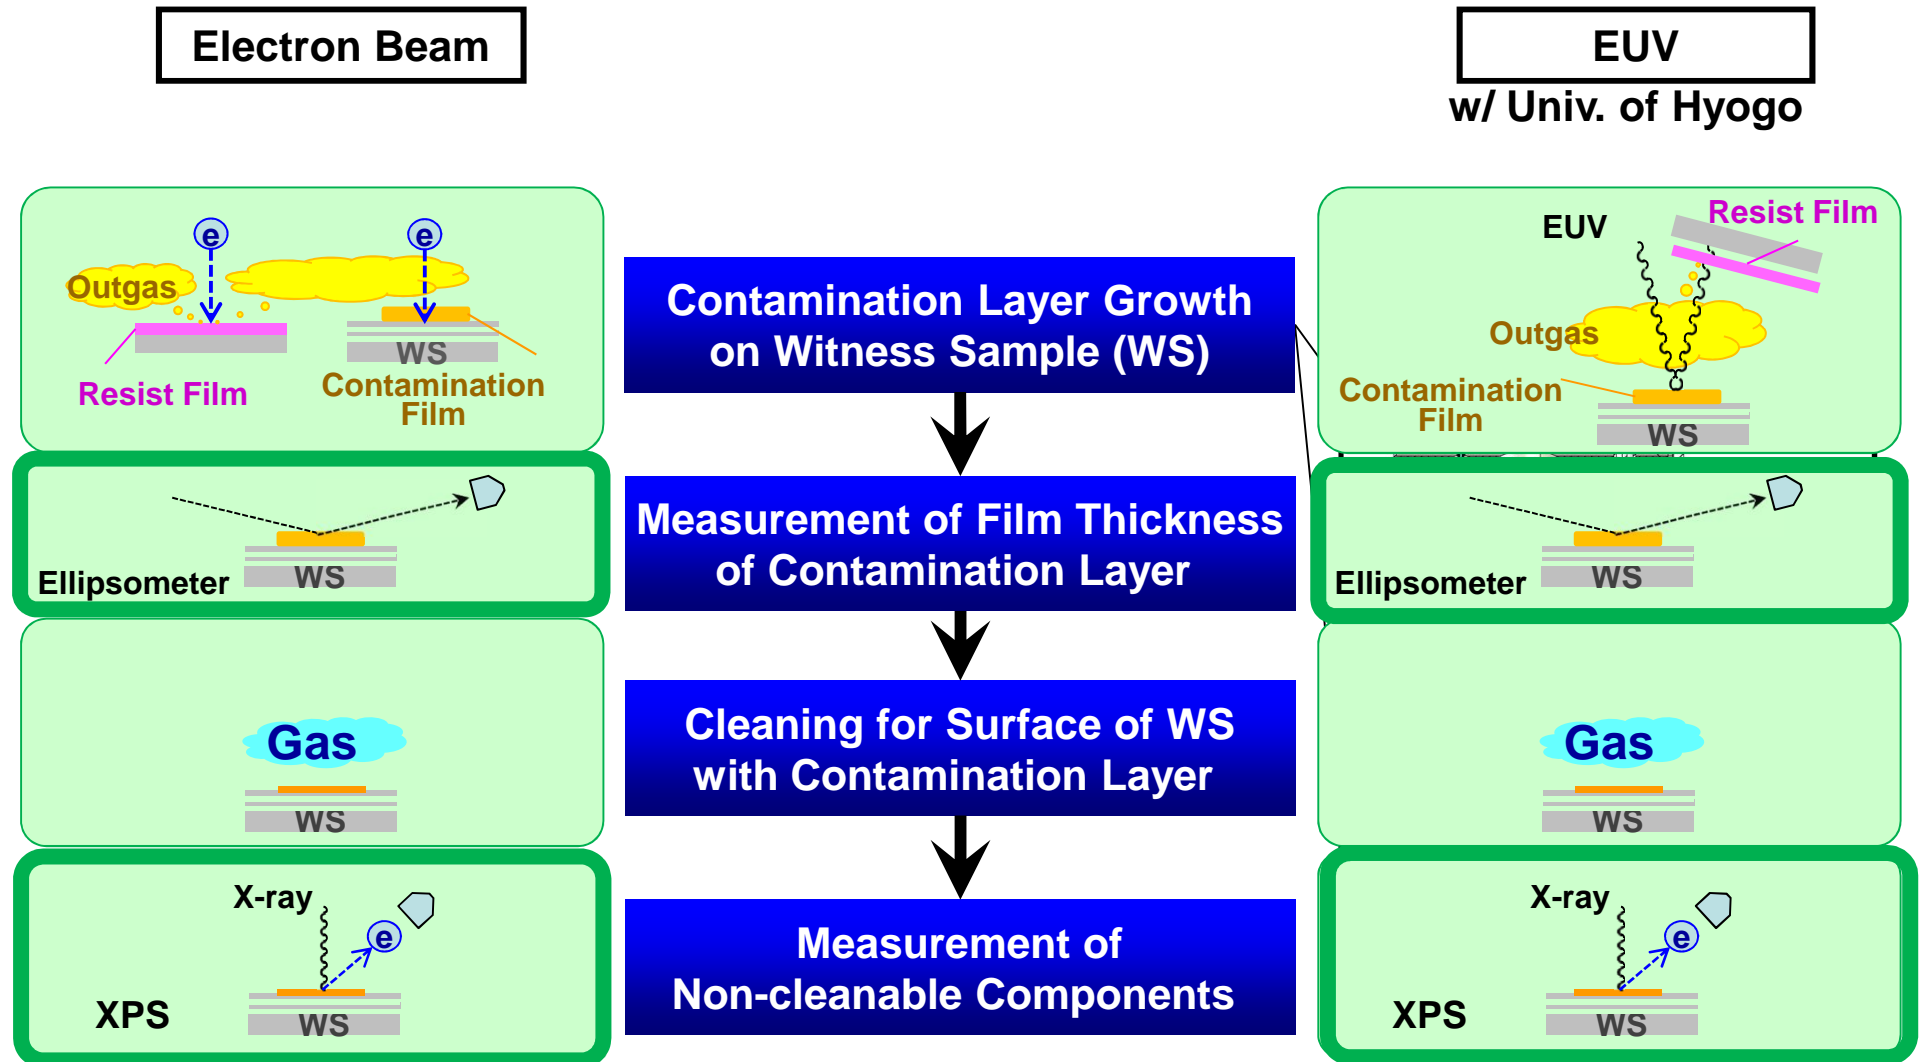 Electron Beam
EUV
w/ Univ. of Hyogo
e
e
Outgas
WS
Resist Film
Contamination
Film
Contamination Layer Growth
on Witness Sample (WS)
Resist Film
EUV
Outgas
Contamination
Film
WS
Ellipsometer
WS
Measurement of Film Thickness
of Contamination Layer
Ellipsometer
WS
Gas
WS
Cleaning for Surface of WS
with Contamination Layer
Gas
WS
X-ray
e
XPS
WS
Measurement of
Non-cleanable Components
X-ray
e
XPS
WS